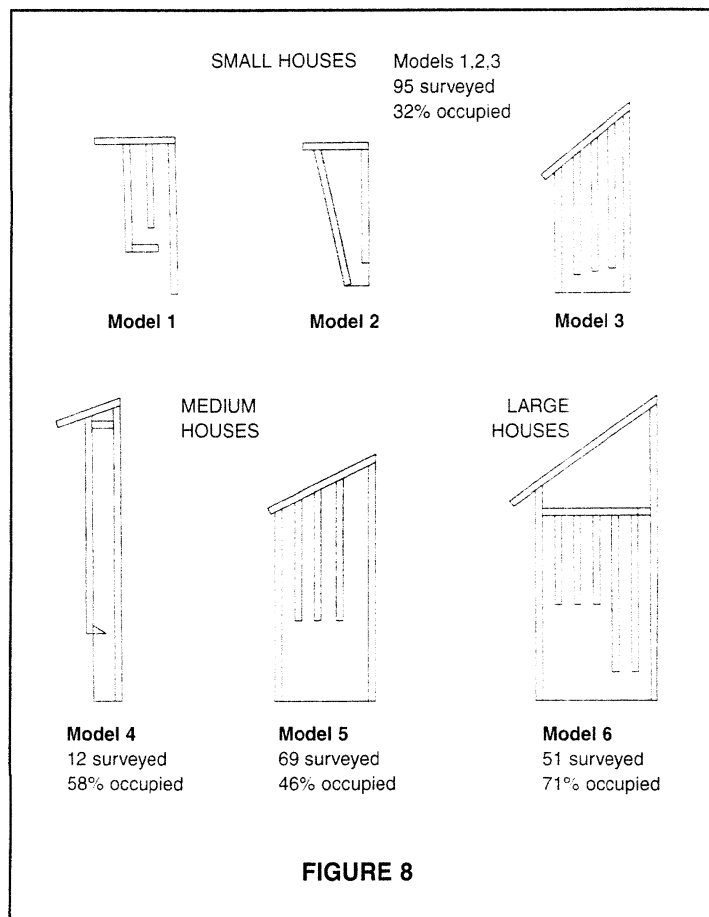 SMALL HOUSES Models 1,2,3
95 surveyed
32% occupied
Model 1
Model 2
Model 3
MEDIUM
HOUSES
LARGE
HOUSES
Model 4
12 surveyed
58% occupied
Model 5
69 surveyed
46% occupied
Model 6
51 surveyed
71% occupied
FIGURE 8